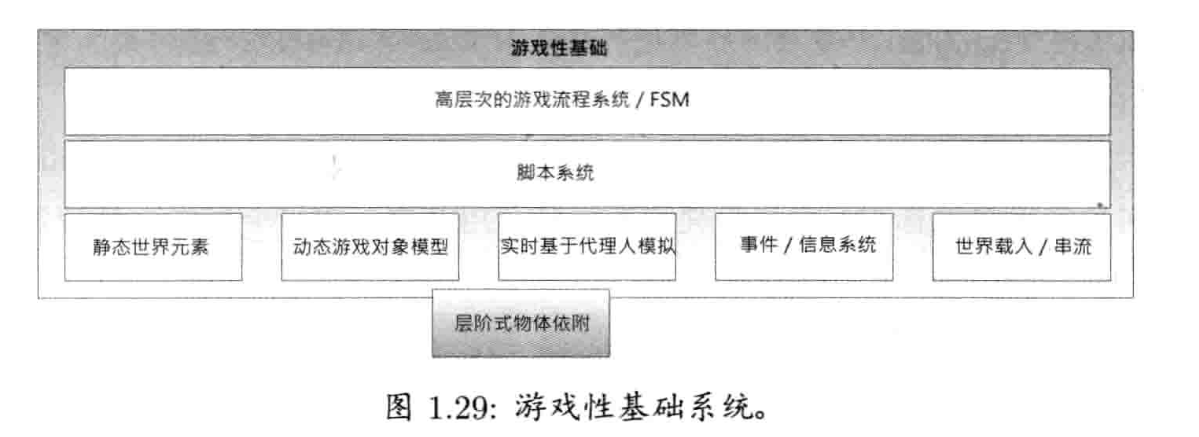 游戏性基础
高层次的游戏流程系统 / FSM
脚本系统
静态世界元素
动态游戏对象模型
实时基于代理人模拟
事件 / 信息系统
世界载入 / 串流
层阶式物体依附
图 1.29: 游戏性基础系统。